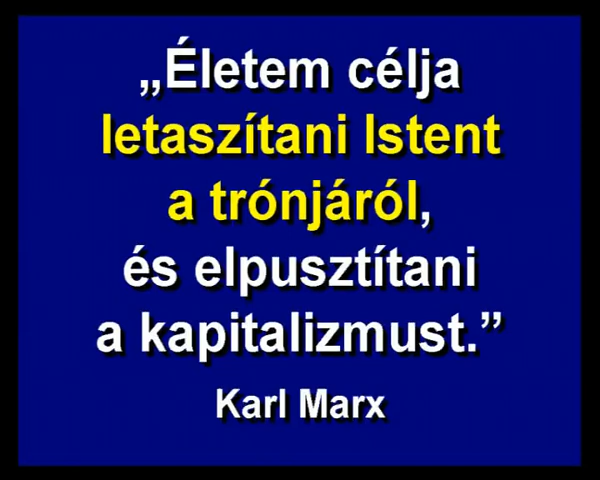 „Életem célja
letaszítani Istent
a trónjáról,
és elpusztítani
a kapitalizmust.”
Karl Marx